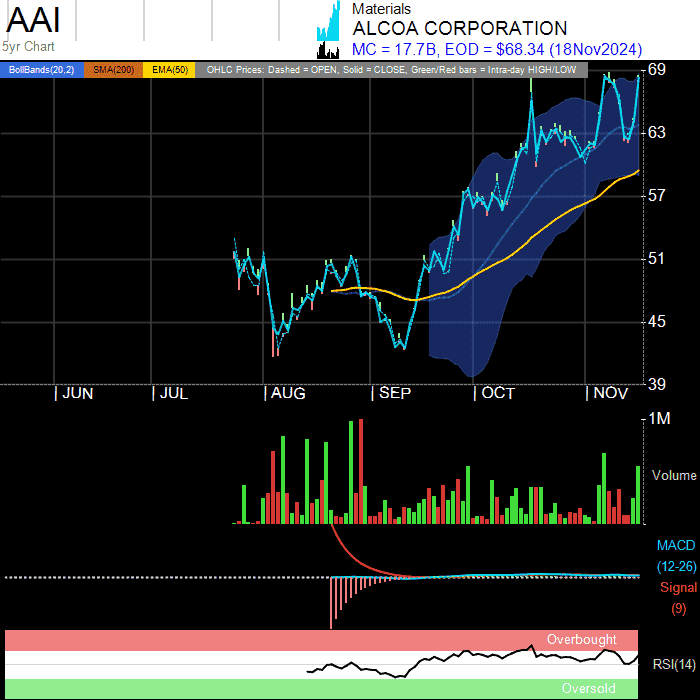 AAI
5yr Chart
Materials
ALCOA CORPORATION
MC = 17.7B, EOD = $68.34 (18Nov2024)
BollBands(20,2) SMA(200) EMA(50) OHLC Prices: Dashed = OPEN, Solid = CLOSE, Green/Red bars = Intra-day HIGH/LOW
69
63
57
51
45
39
JUN JUL AUG SEP OCT NOV
1M
Volume
MACD
(12-26)
Signal
(9)
Overbought
RSI(14)
Oversold